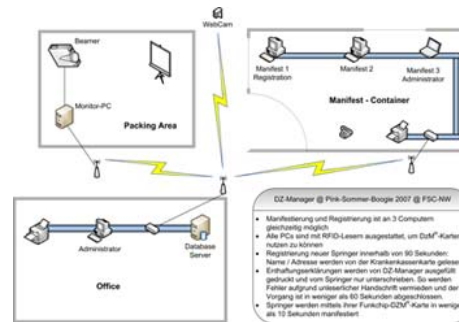 WebCam
Beamer
Monitor-PC
Packing Area
Manifest 1
Registration
Manifest 2
Manifest 3
Administrator
Manifest - Container
Administrator
Database
Server
Office
DZ-Manager @ Pink-Sommer-Boogie 2007 @ FSC-NW
• Manifestierung und Registrierung ist an 3 Computern
gleichzeitig möglich
• Alle PCs sind mit RFID-Lesern ausgestattet, um DzM®-Karten
nutzen zu können
• Registrierung neuer Springer innerhalb von 90 Sekunden:
Name / Adresse werden von der Krankenkassenkarte gelesen
• Enthaftungserklärungen werden von DZ-Manager ausgefüllt
gedruckt und vom Springer nur unterschrieben. So werden
Fehler aufgrund unleserlicher Handschrift vermieden und der
Vorgang ist in weniger als 60 Sekunden abgeschlossen.
• Springer werden mittels ihrer Funkchip-DZM®-Karte in weniger
als 10 Sekunden manifestiert